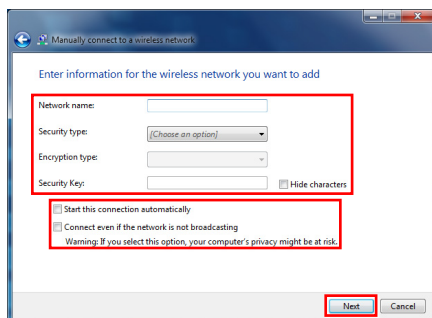 Manually connect to a wireless network
Enter information for the wireless network you want to add
Network name:
Security type:
[Choose an option]
Encryption type:
Security Key:
Hide characters
Start this connection automatically
Connect even if the network is not broadcasting
Warning: If you select this option, your computer's privacy might be at risk.
Next
Cancel